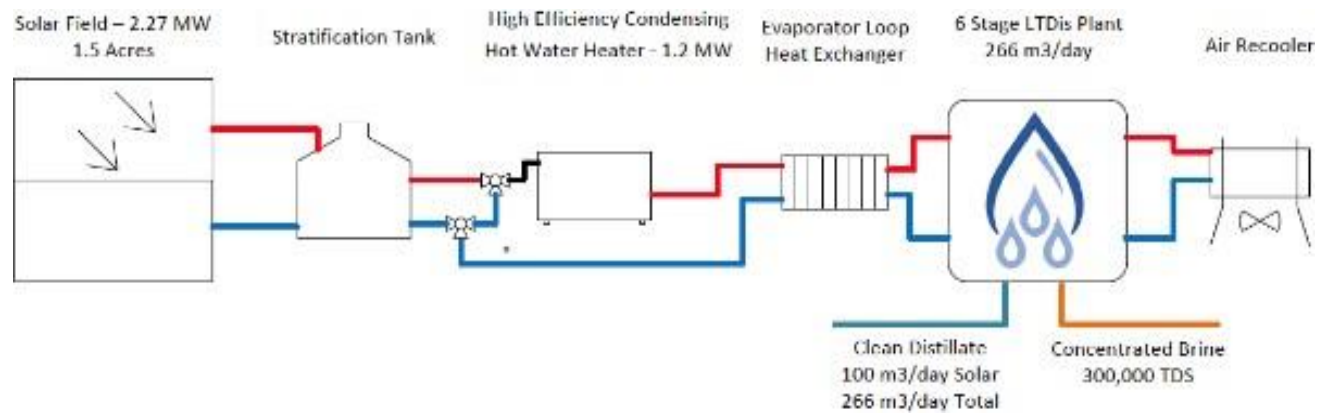 Solar Field – 2.27 MW
1.5 Acres
Stratification Tank
High Efficiency Condensing
Hot Water Heater - 1.2 MW
Evaporator Loop
Heat Exchanger
6 Stage LTDis Plant
266 m3/day
Air Recooler
Clean Distillate
100 m3/day Solar
266 m3/day Total
Concentrated Brine
300,000 TDS